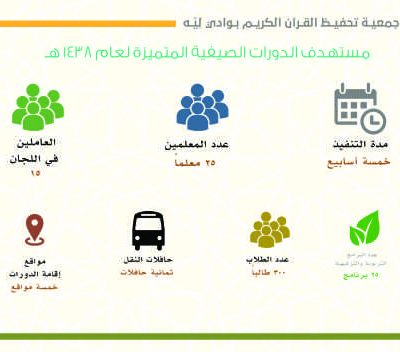 جمعية تحفيظ القرآن الكريم بوادي ليّه
مستهدف الدورات الصيفية المتميزة لعام ١٤٣٨ هـ
مدة التنفيذ
خمسة أسابيع
عدد المعلمين
٢٥ معلماً
العاملين
في اللجان
١٥
عدد البرامج
التربوية والترفيهية
٢٥ برنامج
عدد الطلاب
٣٠٠ طالباً
حافلات النقل
ثمانية حافلات
مواقع
إقامة الدورات
خمسة مواقع